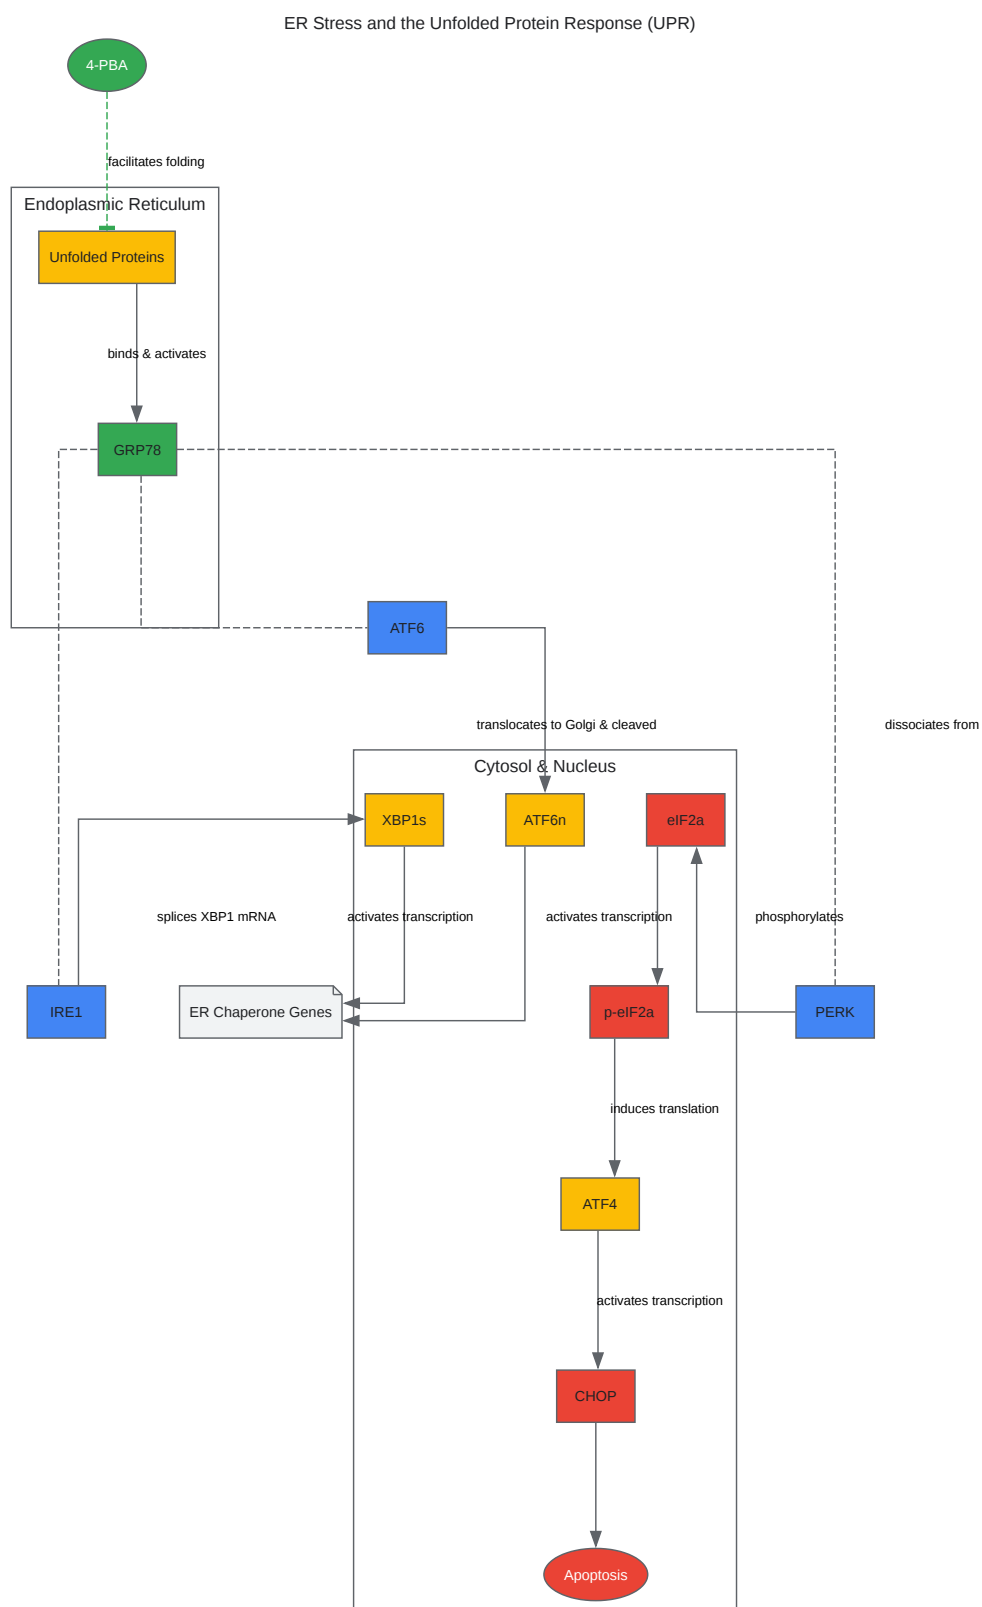 ER Stress and the Unfolded Protein Response (UPR)
4-PBA
facilitates folding
Endoplasmic Reticulum
Unfolded Proteins
binds & activates
GRP78
ATF6
translocates to Golgi & cleaved
dissociates from
Cytosol & Nucleus
XBP1s
ATF6n
eIF2a
splices XBP1 mRNA
activates transcription
activates transcription
phosphorylates
IRE1
ER Chaperone Genes
p-eIF2a
PERK
induces translation
ATF4
activates transcription
CHOP
Apoptosis